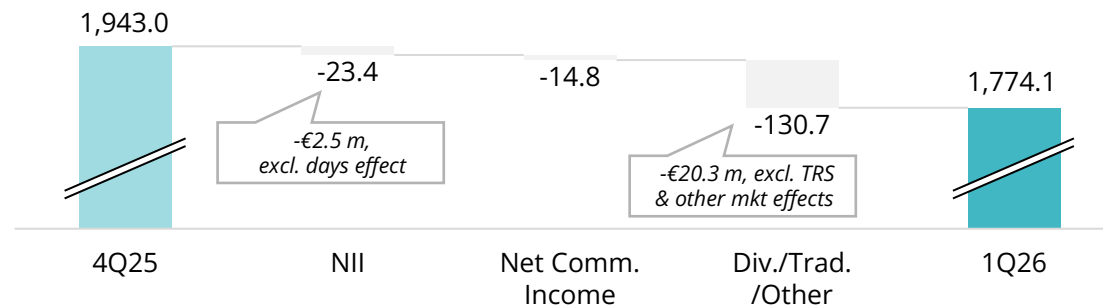 1,943.0
-23.4
-14.8
-130.7
1,774.1
-€2.5 m,
excl. days effect
-€20.3 m, excl. TRS
& other mkt effects
4Q25
NII
Net Comm.
Income
Div./Trad.
/Other
1Q26